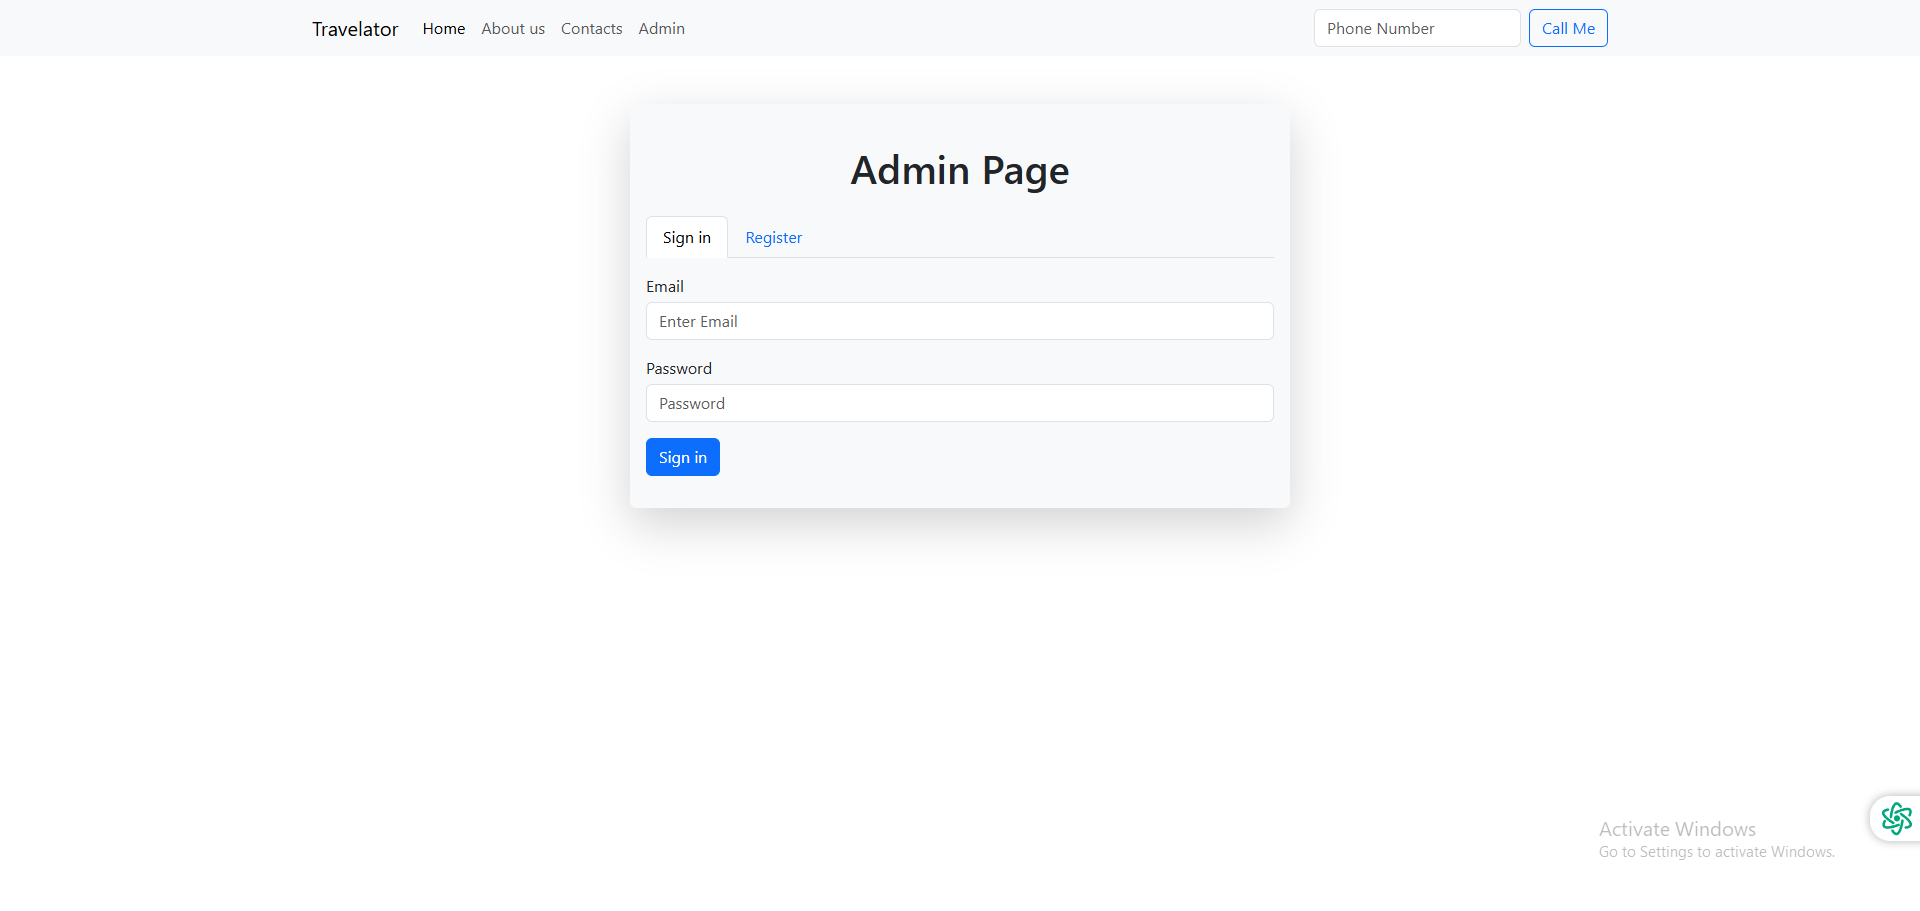 Travelator Home About us Contacts Admin Phone Number Call Me
Admin Page
Sign in Register
Email
Enter Email
Password
Password
Sign in
Activate Windows
Go to Settings to activate Windows.